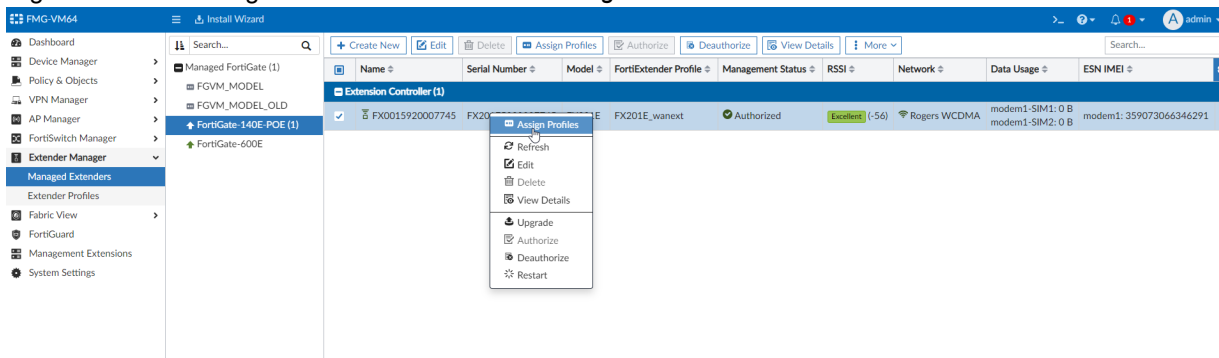 FMG-VM64
Install Wizard
1
A
admin
Dashboard
Device Manager
Policy & Objects
VPN Manager
AP Manager
FortiSwitch Manager
Extender Manager
Managed Extenders
Extender Profiles
Fabric View
FortiGuard
Management Extensions
System Settings
Search...
Managed FortiGate (1)
FGVM_MODEL
FGVM_MODEL_OLD
FortiGate-140E-POE (1)
FortiGate-600E
+ Create New Edit Delete Assign Profiles Authorize Deauthorize View Details More
Search...
Name Serial Number Model FortiExtender Profile Management Status RSSI Network Data Usage ESN IMEI
Extension Controller (1)
FX0015920007745 FX201E_wanext Authorized Excellent (-56) Rogers WCDMA modem1-SIM1: 0 B modem1: 359073066346291
modem1-SIM2: 0 B
Assign Profiles
Refresh
Edit
Delete
View Details
Upgrade
Authorize
Deauthorize
Restart